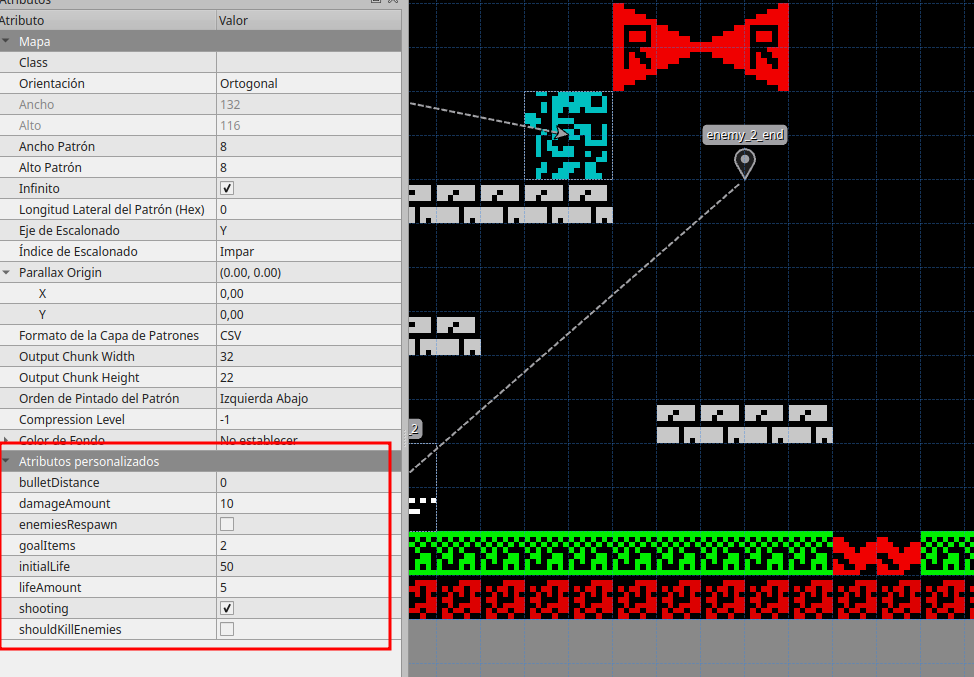 Atributos
Atributo Valor
Mapa
Class
Orientación Ortogonal
Ancho 132
Alto 116
Ancho Patrón 8
Alto Patrón 8
Infinito
Longitud Lateral del Patrón (Hex) 0
Eje de Escalonado Y
Índice de Escalonado Impar
Parallax Origin (0.00, 0.00)
X 0,00
Y 0,00
Formato de la Capa de Patrones CSV
Output Chunk Width 32
Output Chunk Height 22
Orden de Pintado del Patrón Izquierda Abajo
Compression Level -1
Color de Fondo No establecer
Atributos personalizados
bulletDistance 0
damageAmount 10
enemiesRespawn
goalItems 2
initialLife 50
lifeAmount 5
shooting
shouldKillEnemies
enemy_2_end
2